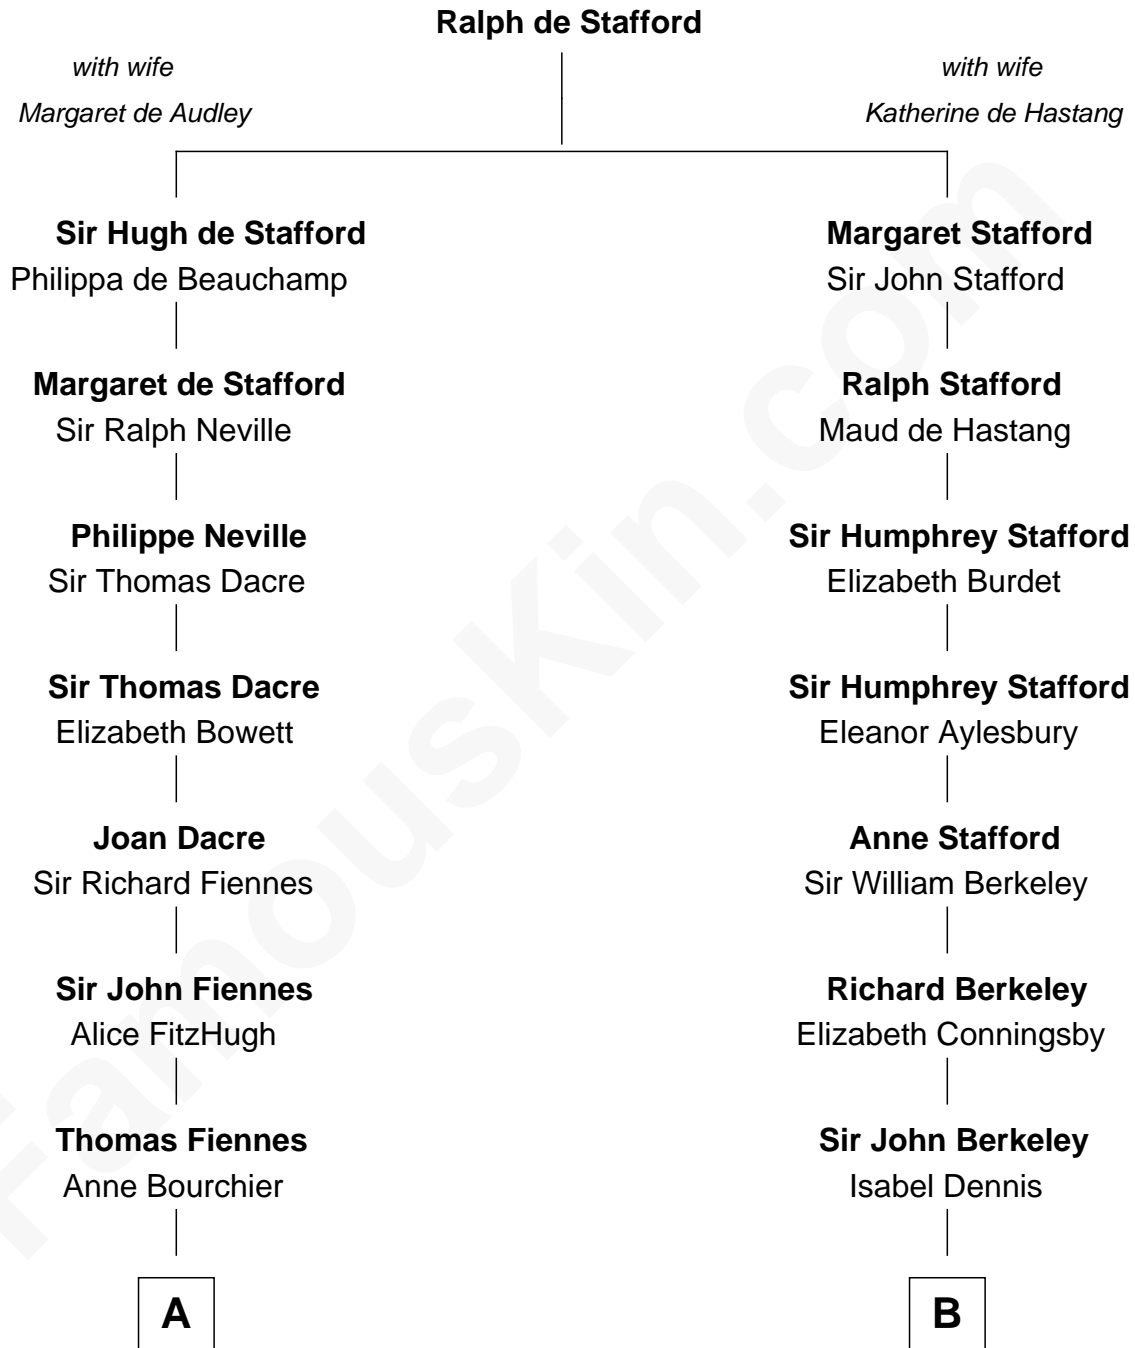 Ralph de Stafford
with wife
Margaret de Audley
with wife
Katherine de Hastang
Sir Hugh de Stafford
Philippa de Beauchamp
Margaret de Stafford
Sir Ralph Neville
Philippe Neville
Sir Thomas Dacre
Sir Thomas Dacre
Elizabeth Bowett
Joan Dacre
Sir Richard Fiennes
Sir John Fiennes
Alice FitzHugh
Thomas Fiennes
Anne Bourchier
A
Margaret Stafford
Sir John Stafford
Ralph Stafford
Maud de Hastang
Sir Humphrey Stafford
Elizabeth Burdet
Sir Humphrey Stafford
Eleanor Aylesbury
Anne Stafford
Sir William Berkeley
Richard Berkeley
Elizabeth Conningsby
Sir John Berkeley
Isabel Dennis
B
FamousKin.com